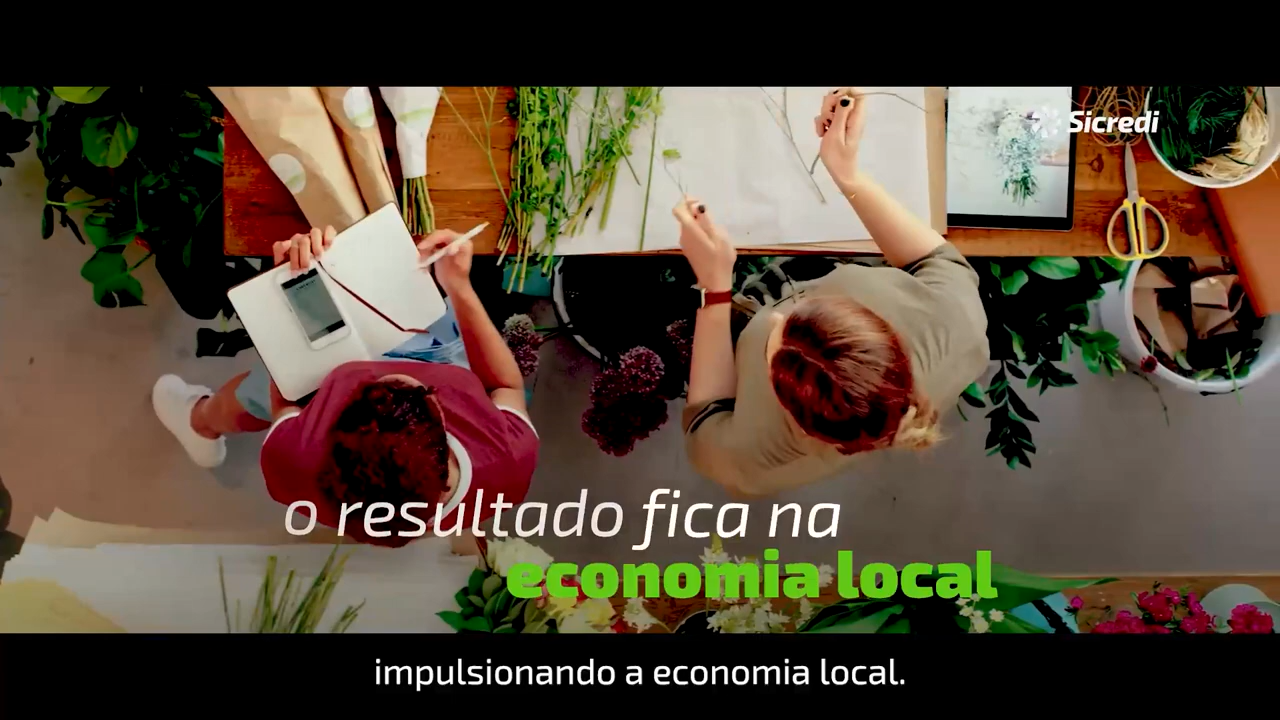 Sicredi
o resultado fica na
economia local
impulsionando a economia local.